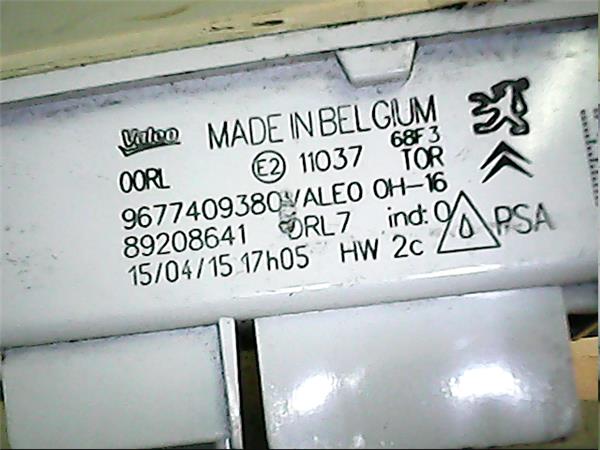 Valeo MADE IN BELGIUM
68F3
00RL E2 11037 TOR
9677409380 VALEO OH-16
89208641 DRL7 ind: 0 PSA
15/04/15 17h05 HW 2c